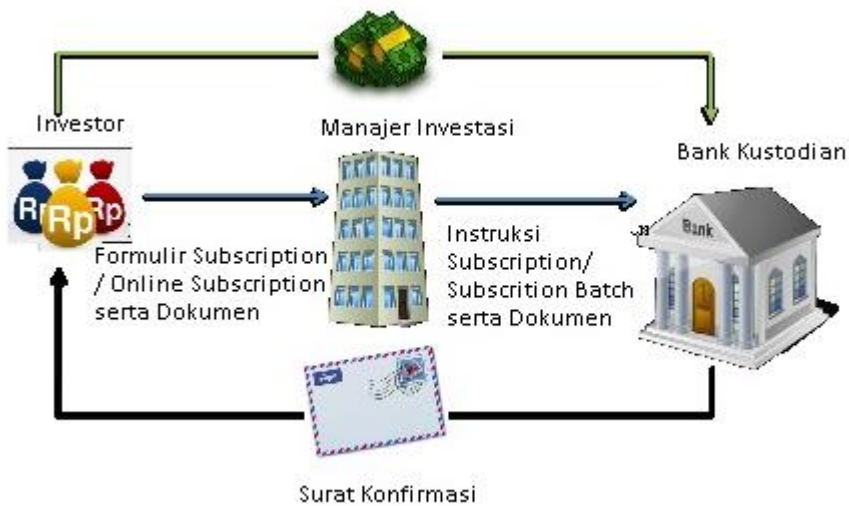 Investor
Manajer Investasi
Bank Kustodian
Rp
Rp
Rp
Bank
Formulir Subscription
/ Online Subscription
serta Dokumen
Instruksi
Subscription/
Subscrition Batch
serta Dokumen
Surat Konfirmasi